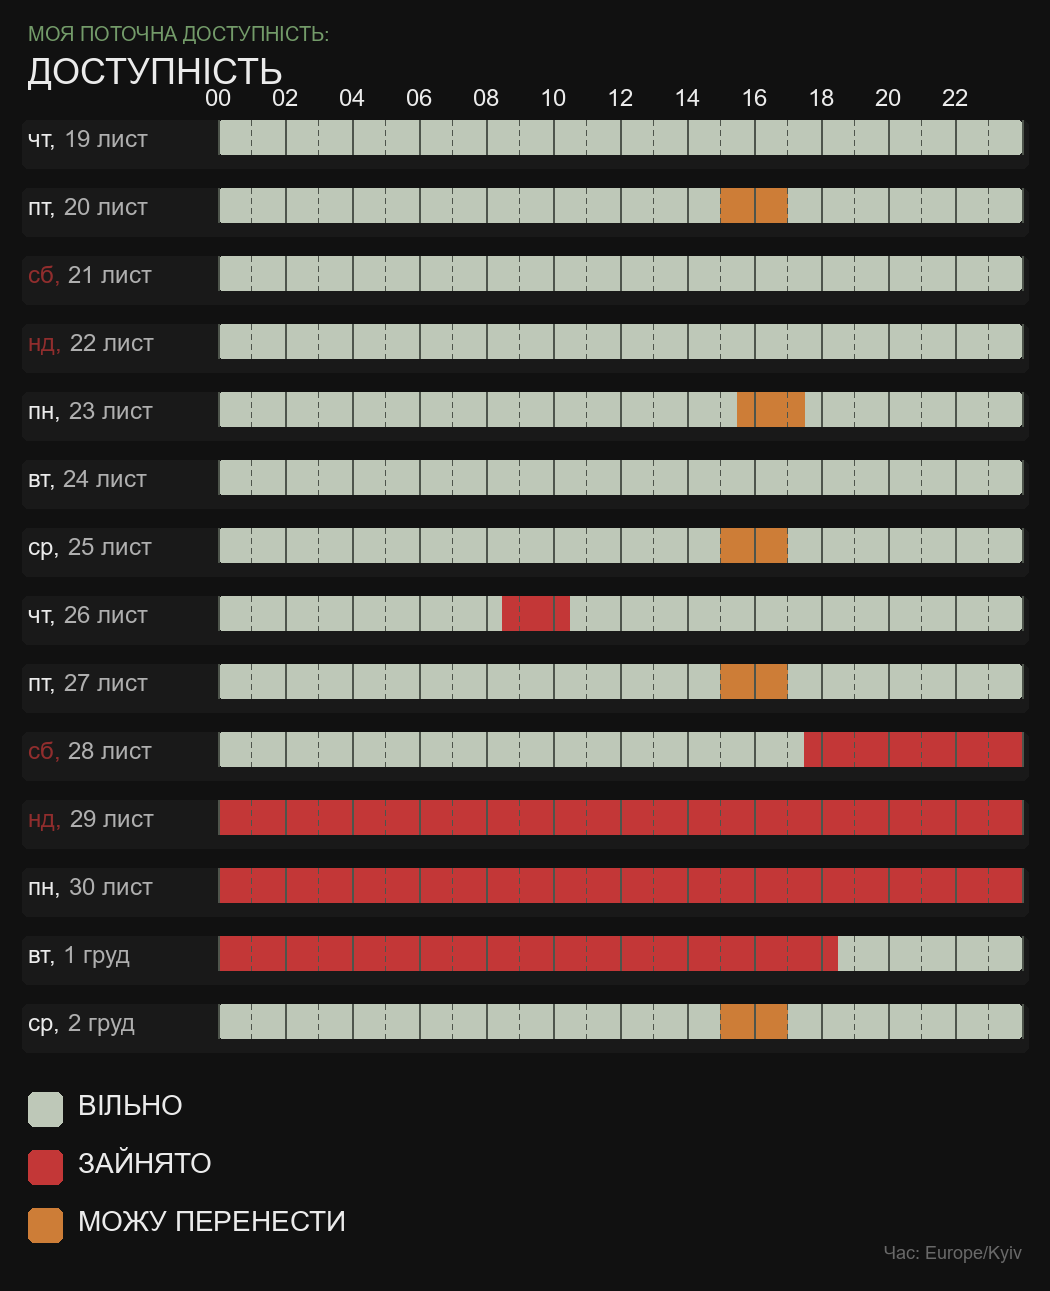 МОЯ ПОТОЧНА ДОСТУПНІСТЬ:
ДОСТУПНІСТЬ
00 02 04 06 08 10 12 14 16 18 20 22
чт, 19 лист
пт, 20 лист
сб, 21 лист
нд, 22 лист
пн, 23 лист
вт, 24 лист
ср, 25 лист
чт, 26 лист
пт, 27 лист
сб, 28 лист
нд, 29 лист
пн, 30 лист
вт, 1 груд
ср, 2 груд
ВІЛЬНО
ЗАЙНЯТО
МОЖУ ПЕРЕНЕСТИ
Час: Europe/Kyiv